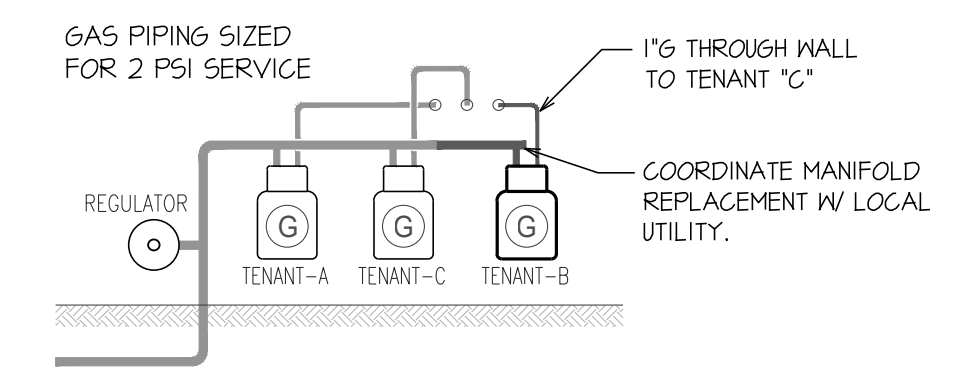 GAS PIPING SIZED
FOR 2 PSI SERVICE
1"G THROUGH WALL
TO TENANT "C"
COORDINATE MANIFOLD
REPLACEMENT W/ LOCAL
UTILITY.
REGULATOR
G
G
G
TENANT-A
TENANT-C
TENANT-B